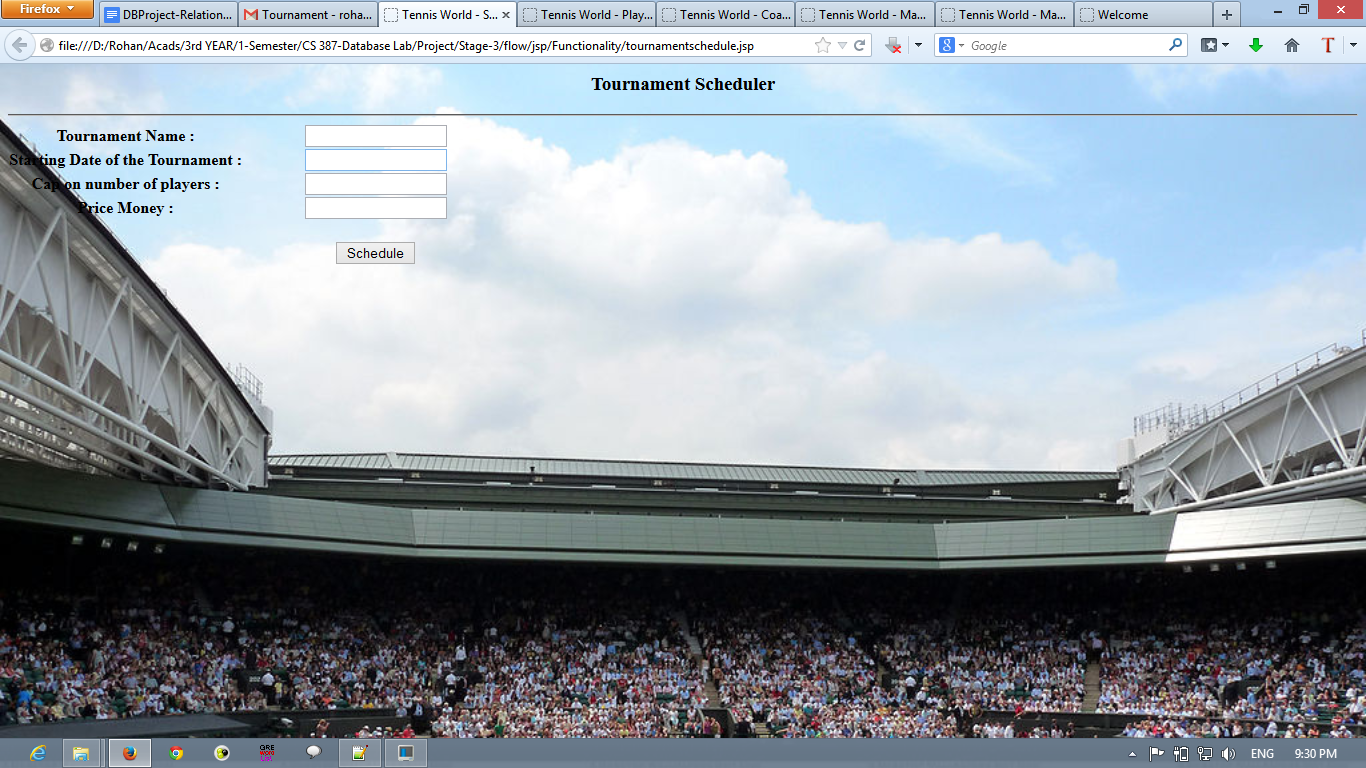 Firefox
DBProject-Relation...
Tournament - roha...
Tennis World - S...
Tennis World - Play...
Tennis World - Coa...
Tennis World - Ma...
Tennis World - Ma...
Welcome
file:///D:/Rohan/Acads/3rd YEAR/1-Semester/CS 387-Database Lab/Project/Stage-3/flow/jsp/Functionality/tournamentschedule.jsp
Google
Tournament Scheduler
Tournament Name :
Starting Date of the Tournament :
Cap on number of players :
Price Money :
Schedule
ENG
9:30 PM